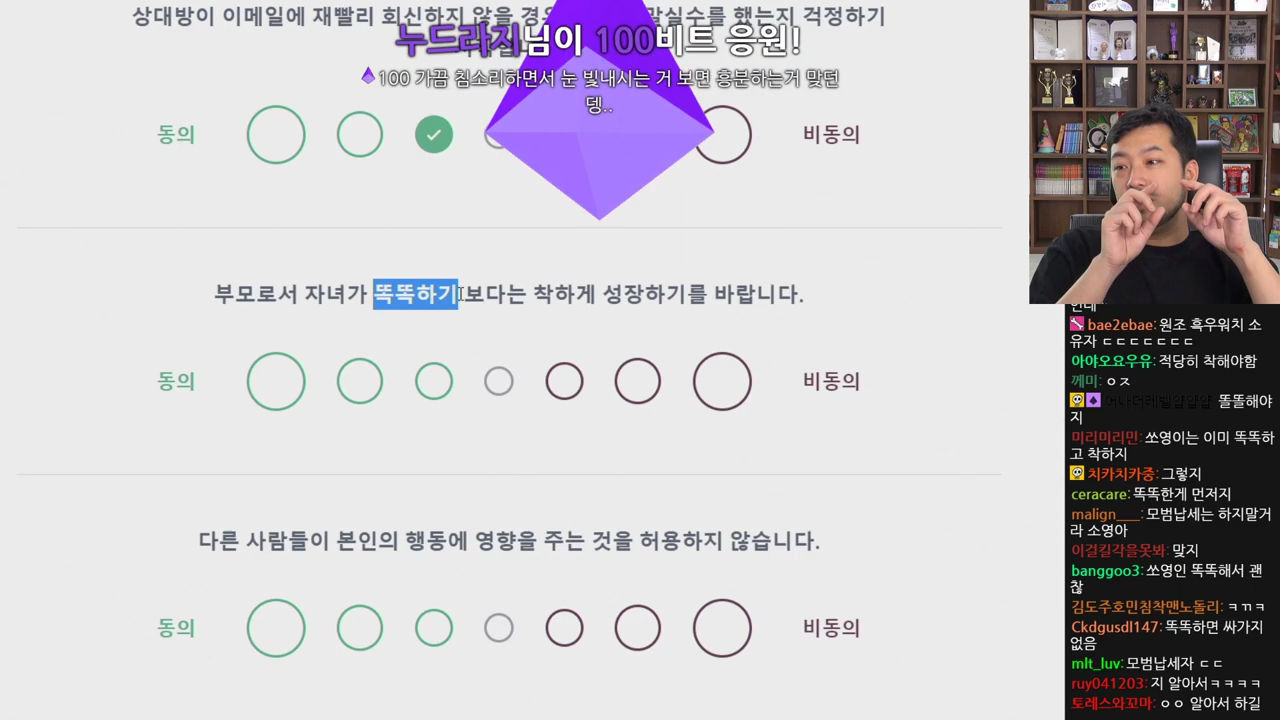 상대방이 이메일에 재빨리 회신하지 않을 경우 말실수를 했는지 걱정하기
누드라지님이 100비트 응원!
100 가끔 침소리하면서 눈 빛내시는 거 보면 흥분하는거 맞던
뎅..
동의
비동의
부모로서 자녀가 똑똑하기보다는 착하게 성장하기를 바랍니다.
동의
비동의
다른 사람들이 본인의 행동에 영향을 주는 것을 허용하지 않습니다.
동의
비동의
bae2ebae: 원조 흑우워치 소
유자 ㄷㄷㄷㄷㄷㄷㄷ
아야오요우유: 적당히 착해야함
께미: ㅇㅈ
똘똘해야
지
미리미리민: 쏘영이는 이미 똑똑하
고 착하지
치카치카중: 그렇지
ceracare: 똑똑한게 먼저지
malign___: 모범납세는 하지말거
라 소영아
이걸킬각을못봐: 맞지
banggoo3: 쏘영인 똑똑해서 괜
찮
김도주호민침착맨노돌리: ㅋㄲㅋ
Ckdgusdl147: 똑똑하면 싸가지
없음
mlt_luv: 모범납세자 ㄷㄷ
ruy041203: 지 알아서ㅋㅋㅋㅋ
토레스와꼬마: ㅇㅇ 알아서 하길